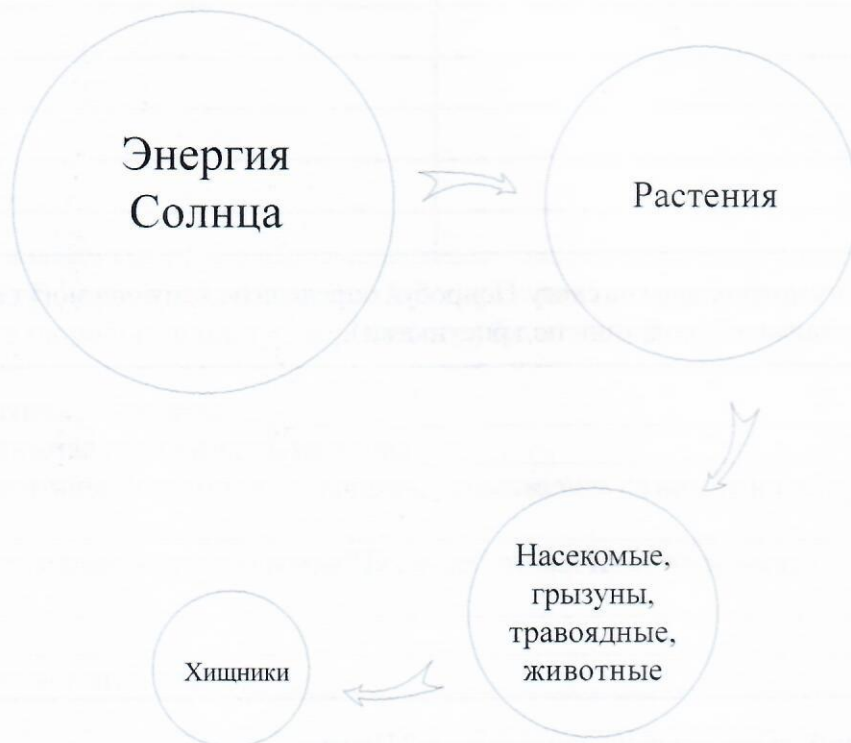 Энергия
Солнца
Растения
Насекомые,
грызуны,
травоядные,
животные
Хищники